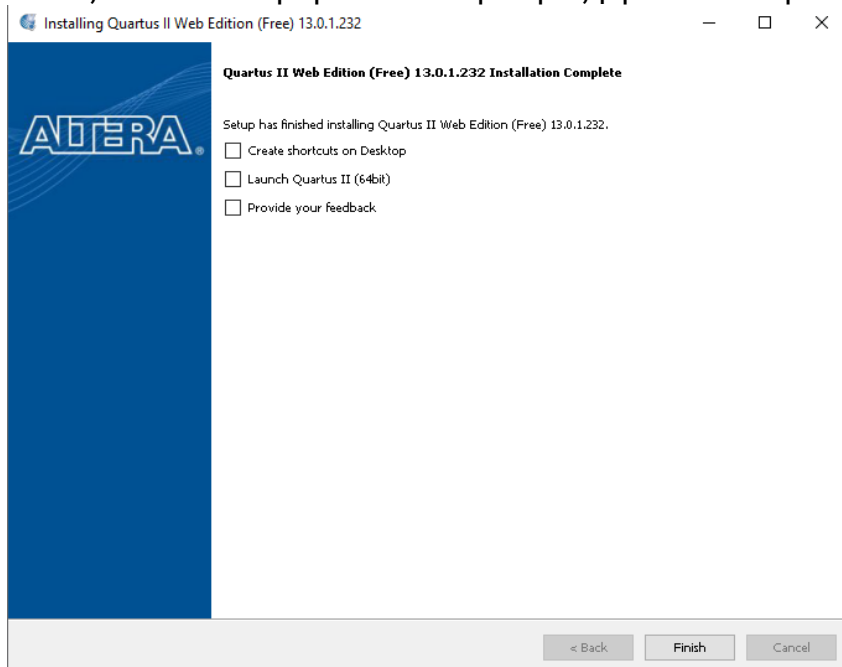 Installing Quartus II Web Edition (Free) 13.0.1.232
Quartus II Web Edition (Free) 13.0.1.232 Installation Complete
ALTERA®
Setup has finished installing Quartus II Web Edition (Free) 13.0.1.232.
Create shortcuts on Desktop
Launch Quartus II (64bit)
Provide your feedback
< Back
Finish
Cancel